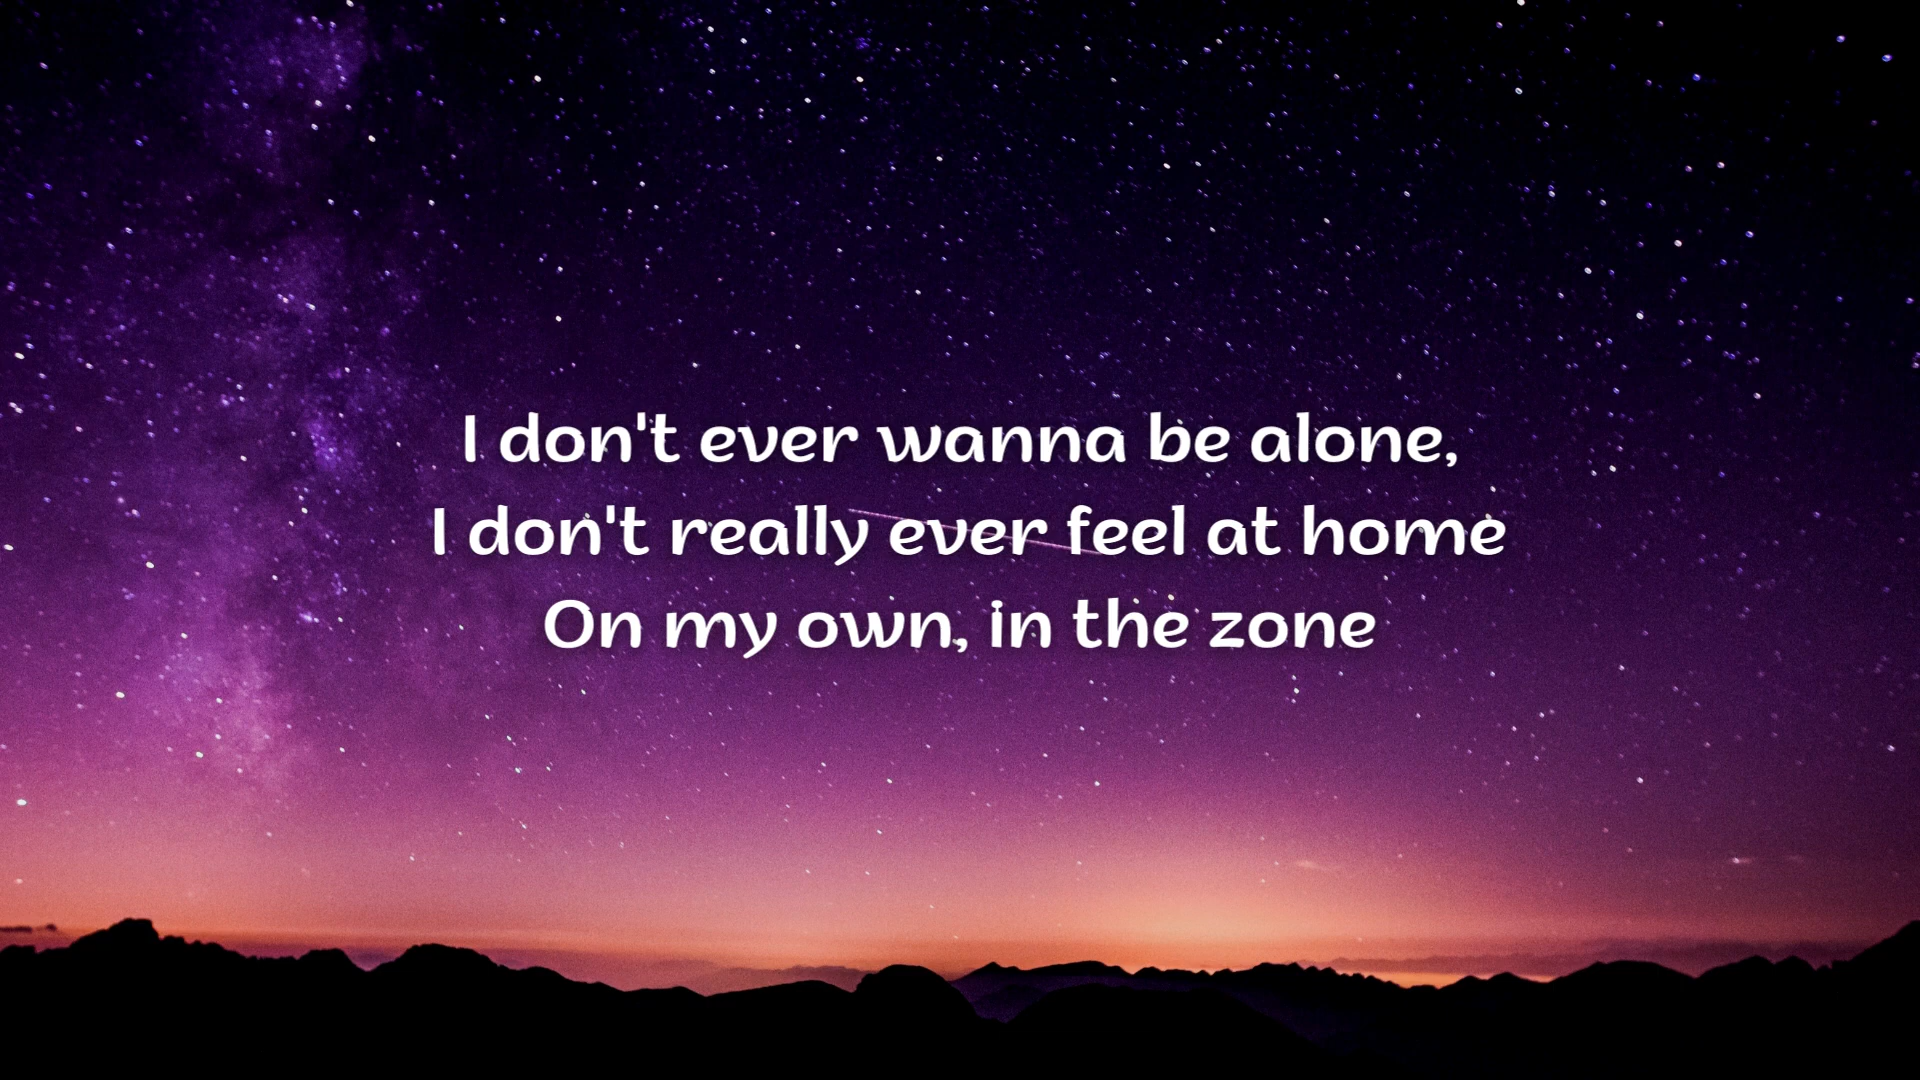 I don't ever wanna be alone,
I don't really ever feel at home
On my own, in the zone